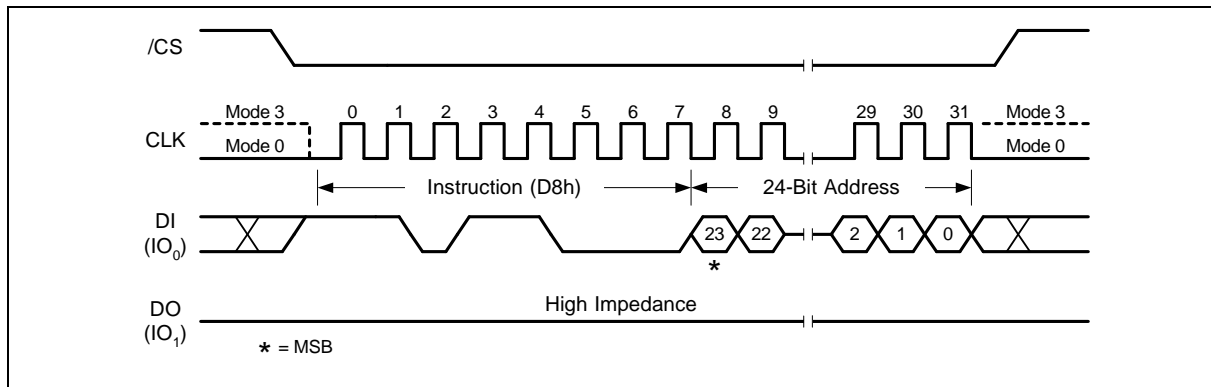 /CS
Mode 3 0 1 2 3 4 5 6 7 8 9 29 30 31 Mode 3
CLK
Mode 0 Mode 0
Instruction (D8h) 24-Bit Address
DI
(IO0)
23 22 2 1 0
*
High Impedance
DO
(IO1)
* = MSB